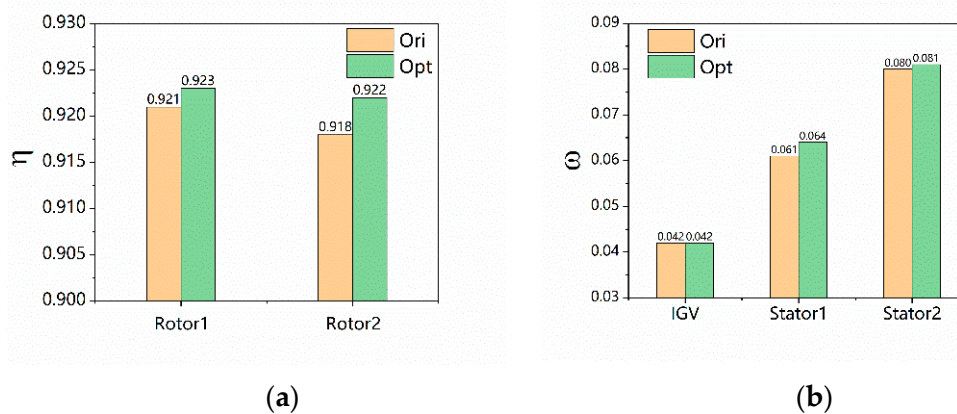 0.930
0.925
0.920
0.915
0.910
0.905
0.900
η
Ori
Opt
0.921
0.923
0.918
0.922
Rotor1
Rotor2
(a)
0.09
0.08
0.07
0.06
0.05
0.04
0.03
ω
Ori
Opt
0.042
0.042
0.061
0.064
0.080
0.081
IGV
Stator1
Stator2
(b)